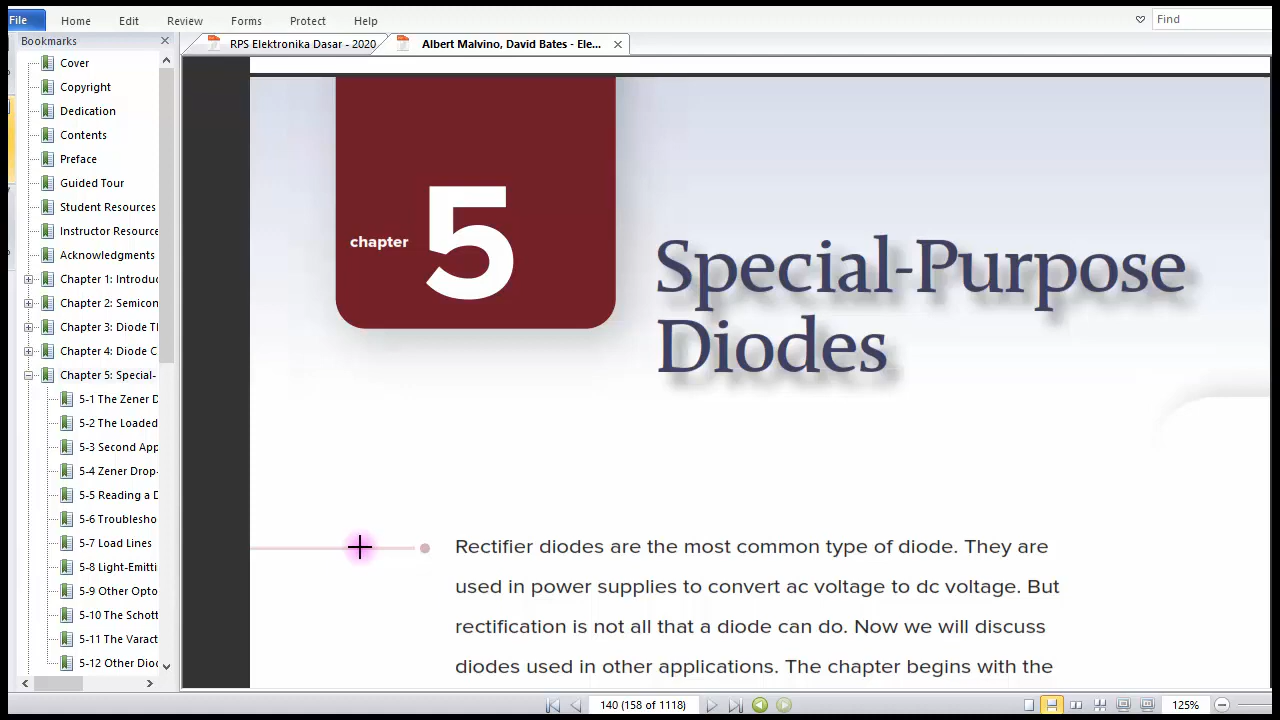 File Home Edit Review Forms Protect Help Find
Bookmarks
RPS Elektronika Dasar - 2020
Albert Malvino, David Bates - Ele...
Cover
Copyright
Dedication
Contents
Preface
Guided Tour
Student Resources
Instructor Resource
Acknowledgments
Chapter 1: Introduc
Chapter 2: Semicon
Chapter 3: Diode Tl
Chapter 4: Diode C
Chapter 5: Special-
5-1 The Zener D
5-2 The Loaded
5-3 Second App
5-4 Zener Drop-
5-5 Reading a D
5-6 Troublesho
5-7 Load Lines
5-8 Light-Emitti
5-9 Other Opto
5-10 The Schott
5-11 The Varact
5-12 Other Diod
chapter 5
Special-Purpose
Diodes
Rectifier diodes are the most common type of diode. They are
used in power supplies to convert ac voltage to dc voltage. But
rectification is not all that a diode can do. Now we will discuss
diodes used in other applications. The chapter begins with the
140 (158 of 1118)
125%